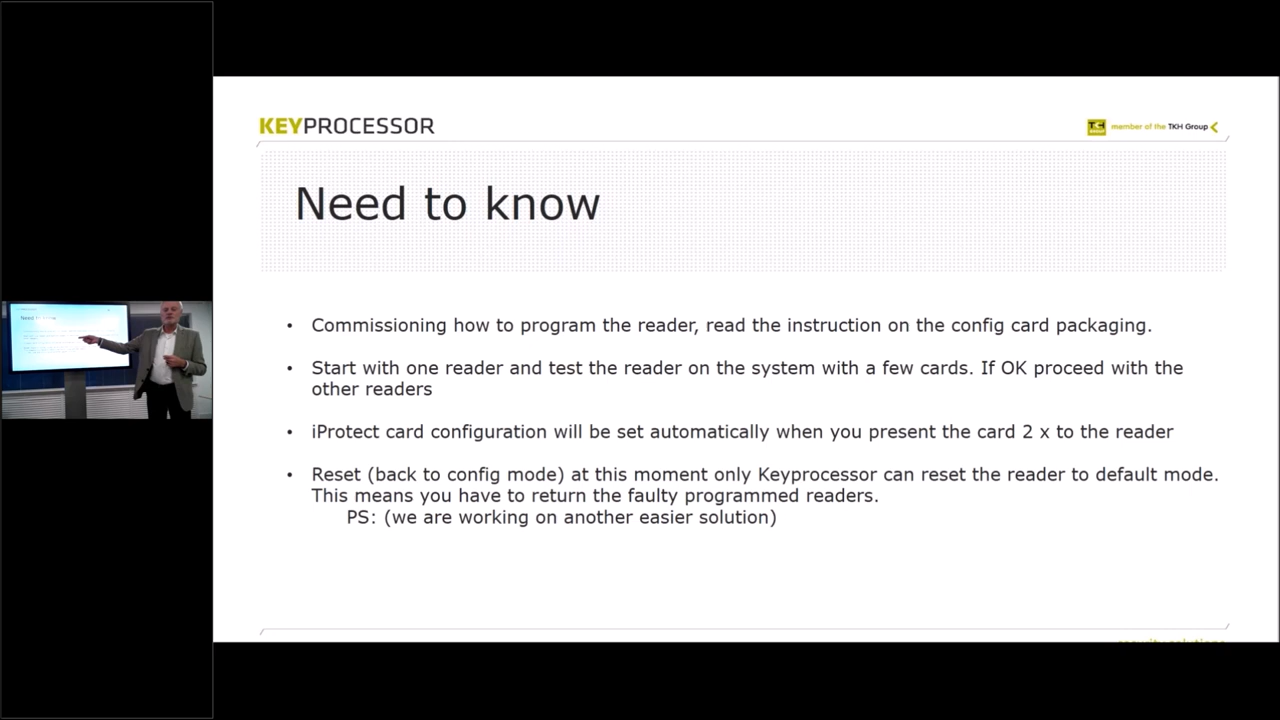 KEYPROCESSOR
TKH GROUP member of the TKH Group
Need to know
• Commissioning how to program the reader, read the instruction on the config card packaging.
• Start with one reader and test the reader on the system with a few cards. If OK proceed with the
other readers
• iProtect card configuration will be set automatically when you present the card 2 x to the reader
• Reset (back to config mode) at this moment only Keyprocessor can reset the reader to default mode.
This means you have to return the faulty programmed readers.
PS: (we are working on another easier solution)
Need to know